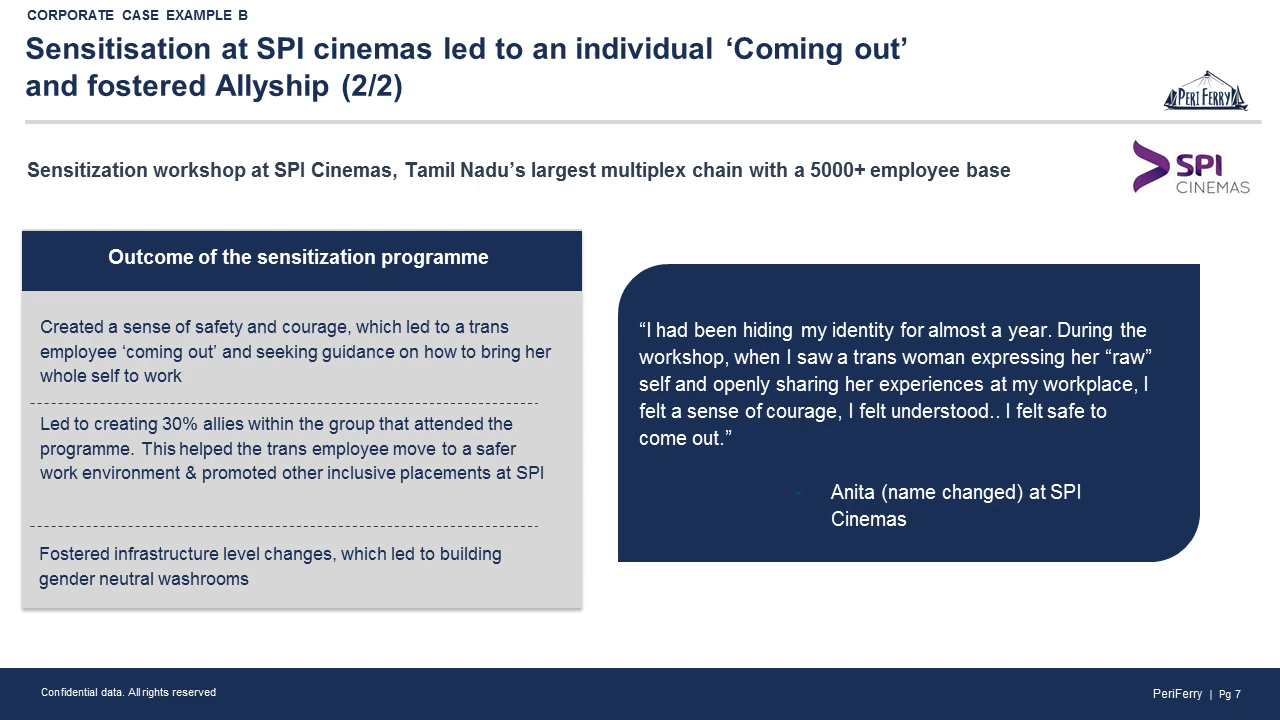 CORPORATE CASE EXAMPLE B
Sensitisation at SPI cinemas led to an individual ‘Coming out’
and fostered Allyship (2/2)
PERI FERRY
Sensitization workshop at SPI Cinemas, Tamil Nadu’s largest multiplex chain with a 5000+ employee base
SPI
CINEMAS
Outcome of the sensitization programme
Created a sense of safety and courage, which led to a trans
employee ‘coming out’ and seeking guidance on how to bring her
whole self to work
Led to creating 30% allies within the group that attended the
programme. This helped the trans employee move to a safer
work environment & promoted other inclusive placements at SPI
Fostered infrastructure level changes, which led to building
gender neutral washrooms
“I had been hiding my identity for almost a year. During the
workshop, when I saw a trans woman expressing her “raw”
self and openly sharing her experiences at my workplace, I
felt a sense of courage, I felt understood.. I felt safe to
come out.”
- Anita (name changed) at SPI
Cinemas
Confidential data. All rights reserved
PeriFerry | Pg 7